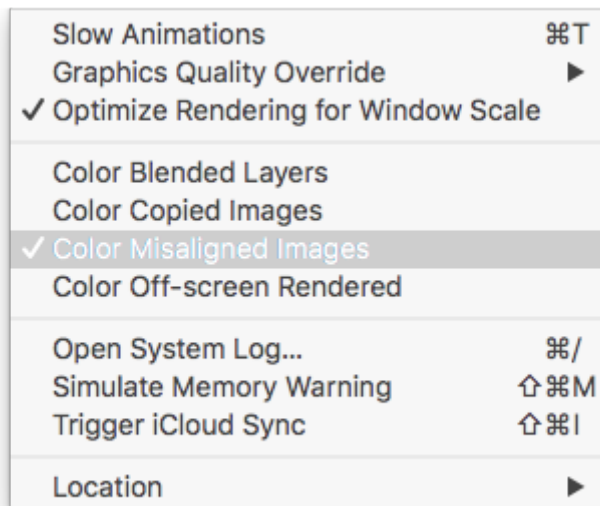 Slow Animations ⌘T
Graphics Quality Override ▶
✓ Optimize Rendering for Window Scale
Color Blended Layers
Color Copied Images
✓ Color Misaligned Images
Color Off-screen Rendered
Open System Log... ⌘/
Simulate Memory Warning ⇧⌘M
Trigger iCloud Sync ⇧⌘I
Location ▶